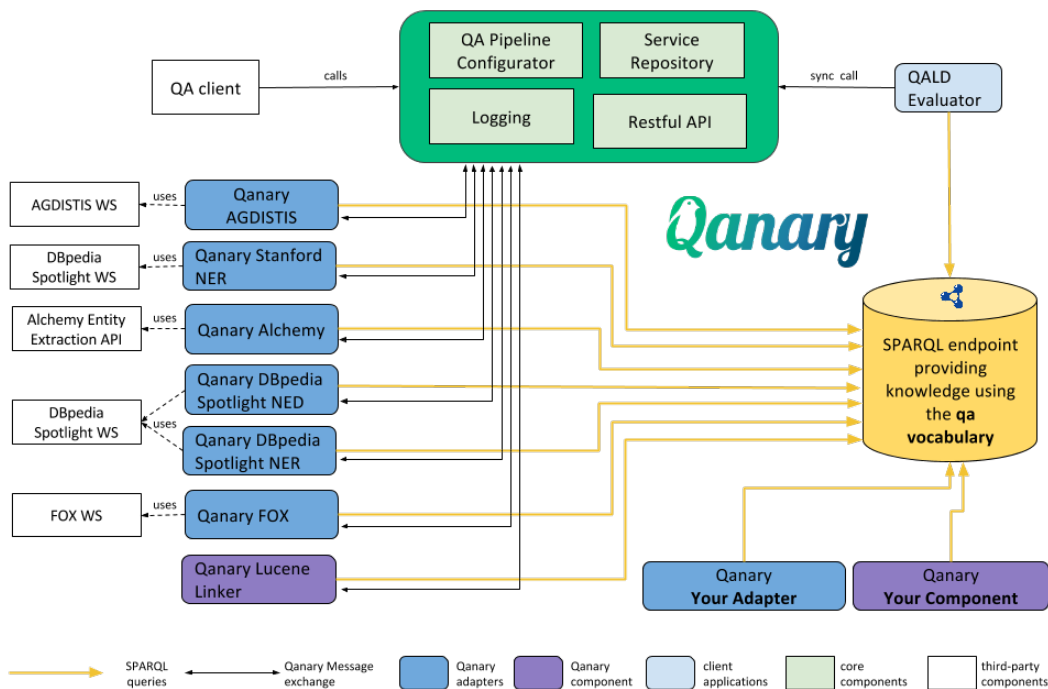 QA Pipeline
Configurator
Service
Repository
Logging
Restful API
QA client
calls
sync call
QALD
Evaluator
AGDISTIS WS
uses
Qanary
AGDISTIS
Qanary
DBpedia
Spotlight WS
uses
Qanary Stanford
NER
Alchemy Entity
Extraction API
uses
Qanary Alchemy
SPARQL endpoint
providing
knowledge using
the qa
vocabulary
DBpedia
Spotlight WS
uses
Qanary DBpedia
Spotlight NED
Qanary DBpedia
Spotlight NER
FOX WS
uses
Qanary FOX
Qanary Lucene
Linker
Qanary
Your Adapter
Qanary
Your Component
SPARQL
queries
Qanary Message
exchange
Qanary
adapters
Qanary
component
client
applications
core
components
third-party
components